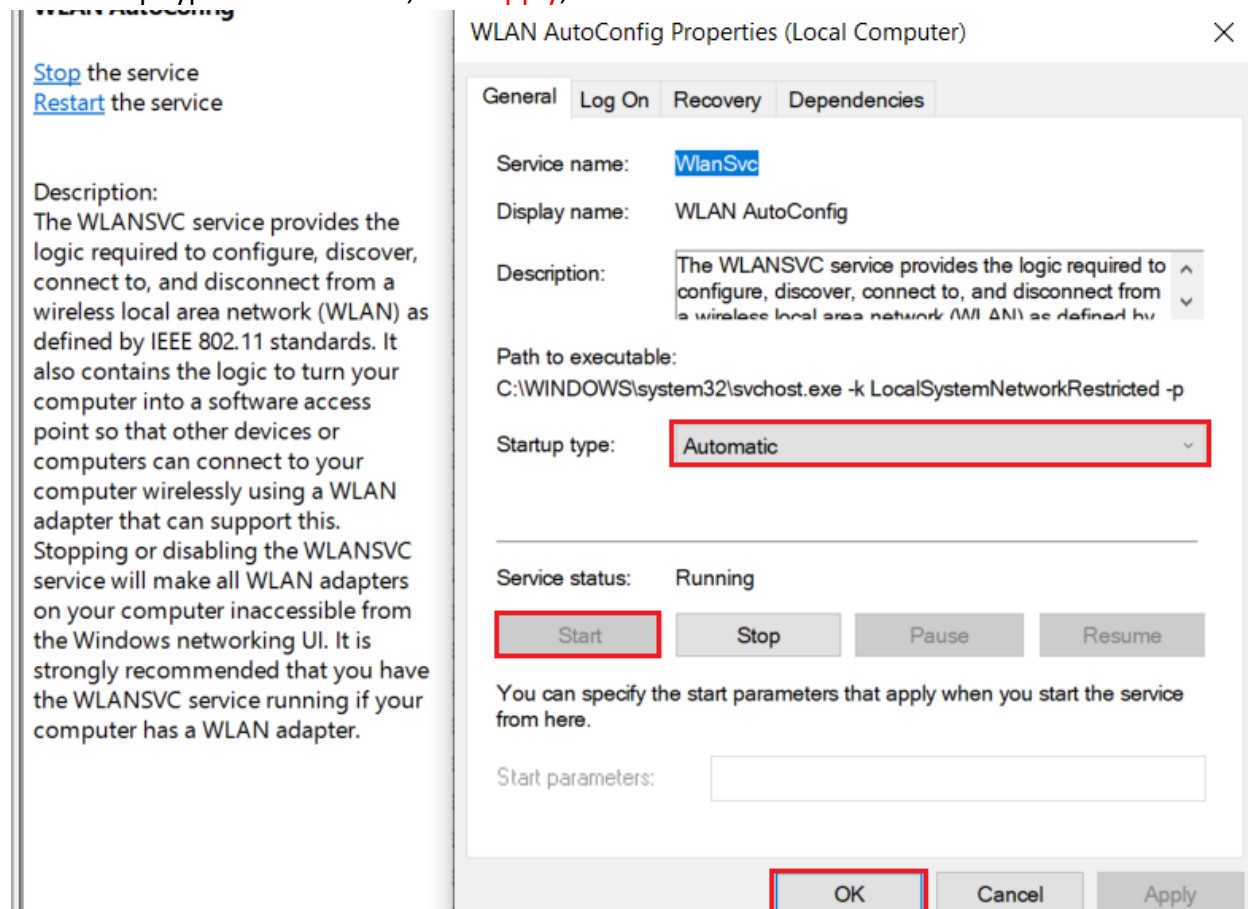 Apply,
WLAN AutoConfig
Stop the service
Restart the service
Description:
The WLANSVC service provides the
logic required to configure, discover,
connect to, and disconnect from a
wireless local area network (WLAN) as
defined by IEEE 802.11 standards. It
also contains the logic to turn your
computer into a software access
point so that other devices or
computers can connect to your
computer wirelessly using a WLAN
adapter that can support this.
Stopping or disabling the WLANSVC
service will make all WLAN adapters
on your computer inaccessible from
the Windows networking UI. It is
strongly recommended that you have
the WLANSVC service running if your
computer has a WLAN adapter.
WLAN AutoConfig Properties (Local Computer)
General Log On Recovery Dependencies
Service name: WlanSvc
Display name: WLAN AutoConfig
Description: The WLANSVC service provides the logic required to
configure, discover, connect to, and disconnect from
a wireless local area network (WLAN) as defined by
Path to executable:
C:\WINDOWS\system32\svchost.exe -k LocalSystemNetworkRestricted -p
Startup type: Automatic
Service status: Running
Start Stop Pause Resume
You can specify the start parameters that apply when you start the service
from here.
Start parameters:
OK Cancel Apply